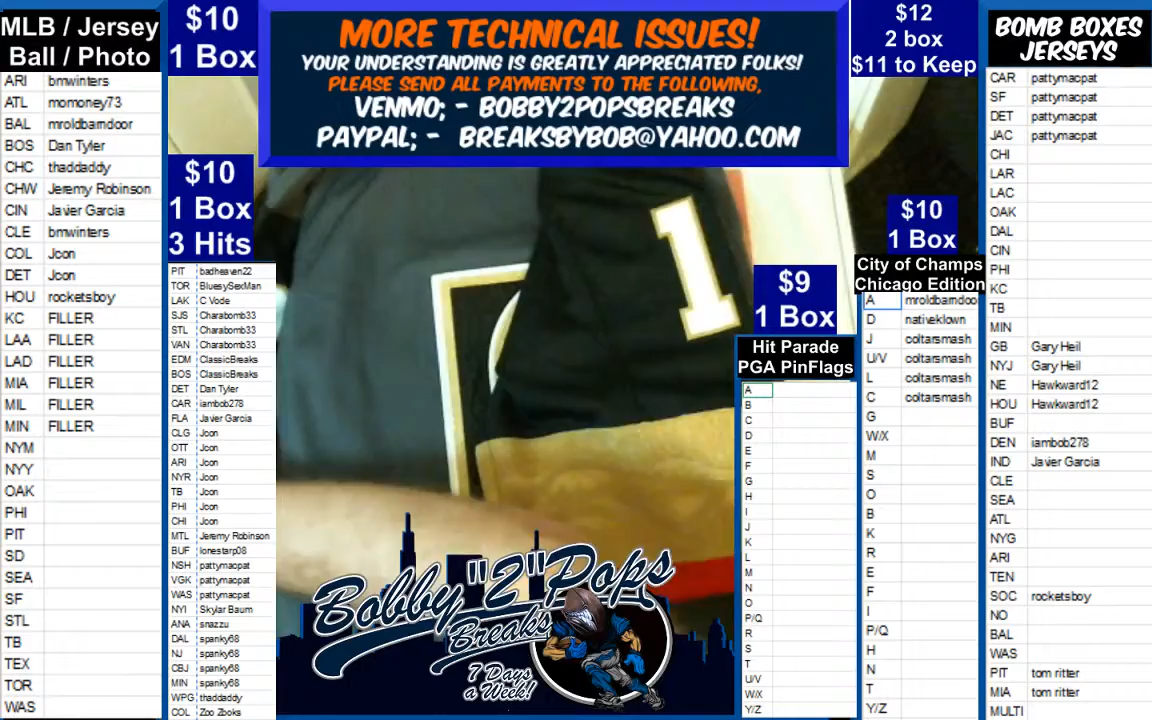 MLB / Jersey
Ball / Photo
ARI bmwinters
ATL momoney73
BAL mroldbarndoor
BOS Dan Tyler
CHC thaddaddy
CHW Jeremy Robinson
CIN Javier Garcia
CLE bmwinters
COL Jcon
DET Jcon
HOU rocketsboy
KC FILLER
LAA FILLER
LAD FILLER
MIA FILLER
MIL FILLER
MIN FILLER
NYM
NYY
OAK
PHI
PIT
SD
SEA
SF
STL
TB
TEX
TOR
WAS
$10
1 Box
$10
1 Box
3 Hits
PIT badheaven22
TOR BluesySexMan
LAK C Vode
SJS Charabomb33
STL Charabomb33
VAN Charabomb33
EDM ClassicBreaks
BOS ClassicBreaks
DET Dan Tyler
CAR iambob278
FLA Javier Garcia
CLG Jcon
OTT Jcon
ARI Jcon
NYR Jcon
TB Jcon
PHI Jcon
CHI Jcon
MTL Jeremy Robinson
BUF lonestarp08
NSH pattymacpat
VGK pattymacpat
WAS pattymacpat
NYI Skylar Baum
ANA snazzu
DAL spanky68
NJ spanky68
CBJ spanky68
MIN spanky68
WPG thaddaddy
COL Zoo Zooks
MORE TECHNICAL ISSUES!
YOUR UNDERSTANDING IS GREATLY APPRECIATED FOLKS!
PLEASE SEND ALL PAYMENTS TO THE FOLLOWING,
VENMO; - BOBBY2POPSBREAKS
PAYPAL; - BREAKSBYBOB@YAHOO.COM
1
Bobby "2" Pops
Breaks
7 Days
a Week!
$9
1 Box
Hit Parade
PGA PinFlags
A
B
C
D
E
F
G
H
I
J
K
L
M
N
O
P/Q
R
S
T
U/V
W/X
Y/Z
$12
2 box
$11 to Keep
$10
1 Box
City of Champs
Chicago Edition
A mroldbarndoo
D nativeklown
J coltarsmash
U/V coltarsmash
L coltarsmash
C coltarsmash
G
W/X
M
S
O
B
K
R
E
F
I
P/Q
H
N
T
Y/Z
BOMB BOXES
JERSEYS
CAR pattymacpat
SF pattymacpat
DET pattymacpat
JAC pattymacpat
CHI
LAR
LAC
OAK
DAL
CIN
PHI
KC
TB
MIN
GB Gary Heil
NYJ Gary Heil
NE Hawkward12
HOU Hawkward12
BUF
DEN iambob278
IND Javier Garcia
CLE
SEA
ATL
NYG
ARI
TEN
SOC rocketsboy
NO
BAL
WAS
PIT tom ritter
MIA tom ritter
MULTI